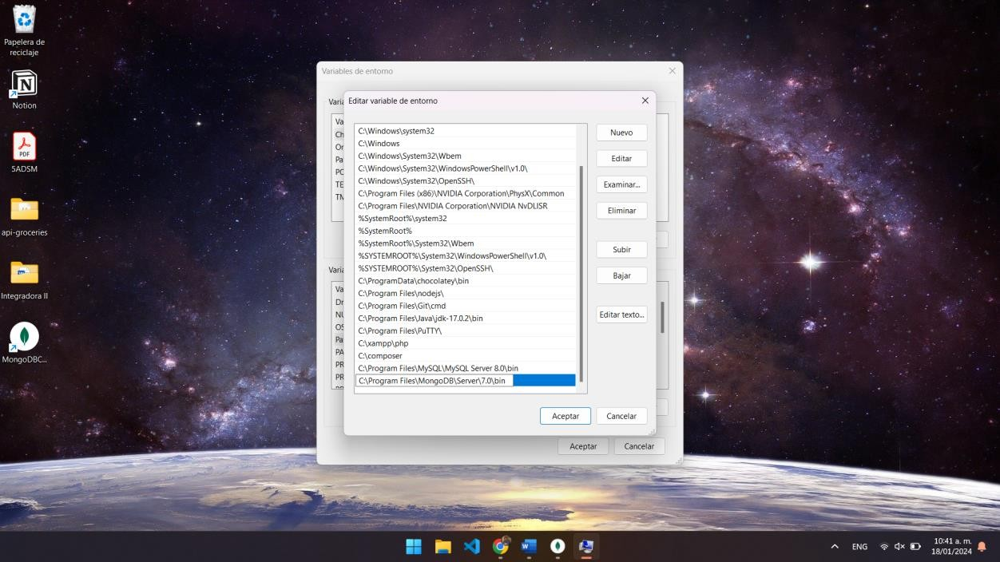 Papelera de
reciclaje
Notion
PDF
5ADSM
api-groceries
Integradora II
MongoDBC...
Variables de entorno
Varia
Va
Ch
On
Pa
TE
Editar variable de entorno
C:\Windows\system32
C:\Windows
C:\Windows\System32\Wbem
C:\Windows\System32\WindowsPowerShell\v1.0\
C:\Windows\System32\OpenSSH\
C:\Program Files (x86)\NVIDIA Corporation\PhysX\Common
C:\Program Files\NVIDIA Corporation\NVIDIA NvDLISR
%SystemRoot%\system32
%SystemRoot%
%SystemRoot%\System32\Wbem
%SYSTEMROOT%\System32\WindowsPowerShell\v1.0\
%SYSTEMROOT%\System32\OpenSSH\
C:\ProgramData\chocolatey\bin
C:\Program Files\nodejs\
C:\Program Files\Git\cmd
C:\Program Files\Java\jdk-17.0.2\bin
C:\Program Files\PuTTY\
C:\xampp\php
C:\composer
C:\Program Files\MySQL\MySQL Server 8.0\bin
C:\Program Files\MongoDB\Server\7.0\bin
Nuevo
Editar
Examinar...
Eliminar
Subir
Bajar
Editar texto...
Aceptar
Cancelar
Varia
Va
Dr
NU
OS
Pa
PA
PR
PR
Aceptar
Cancelar
ENG
10:41 a. m.
18/01/2024